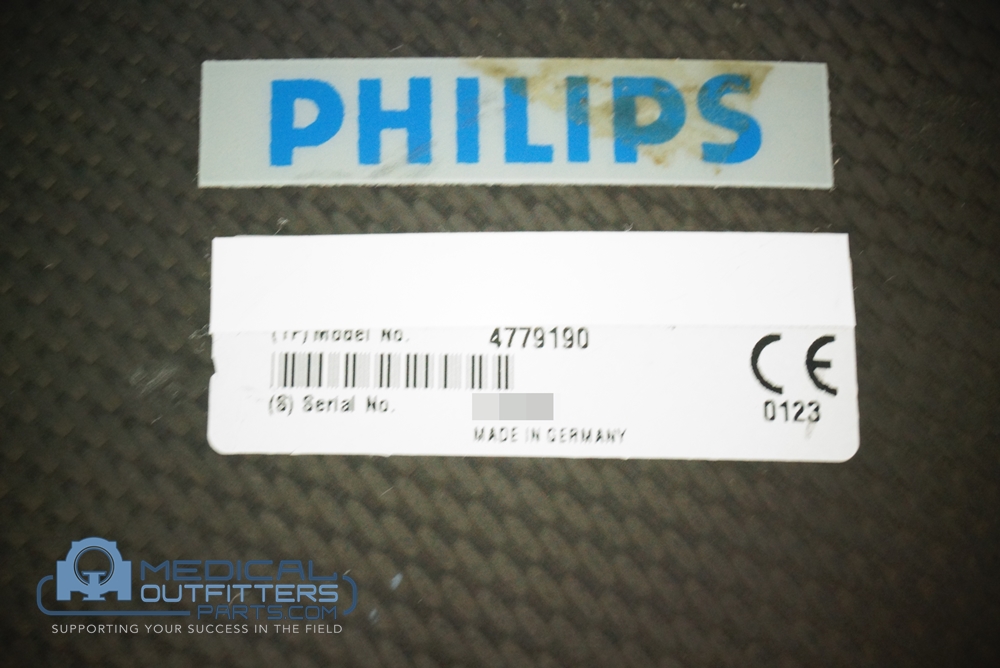 PHILIPS
(1P) Model No. 4779190
(S) Serial No.
MADE IN GERMANY
CE
0123
MEDICAL
OUTFITTERS
PARTS.COM
SUPPORTING YOUR SUCCESS IN THE FIELD